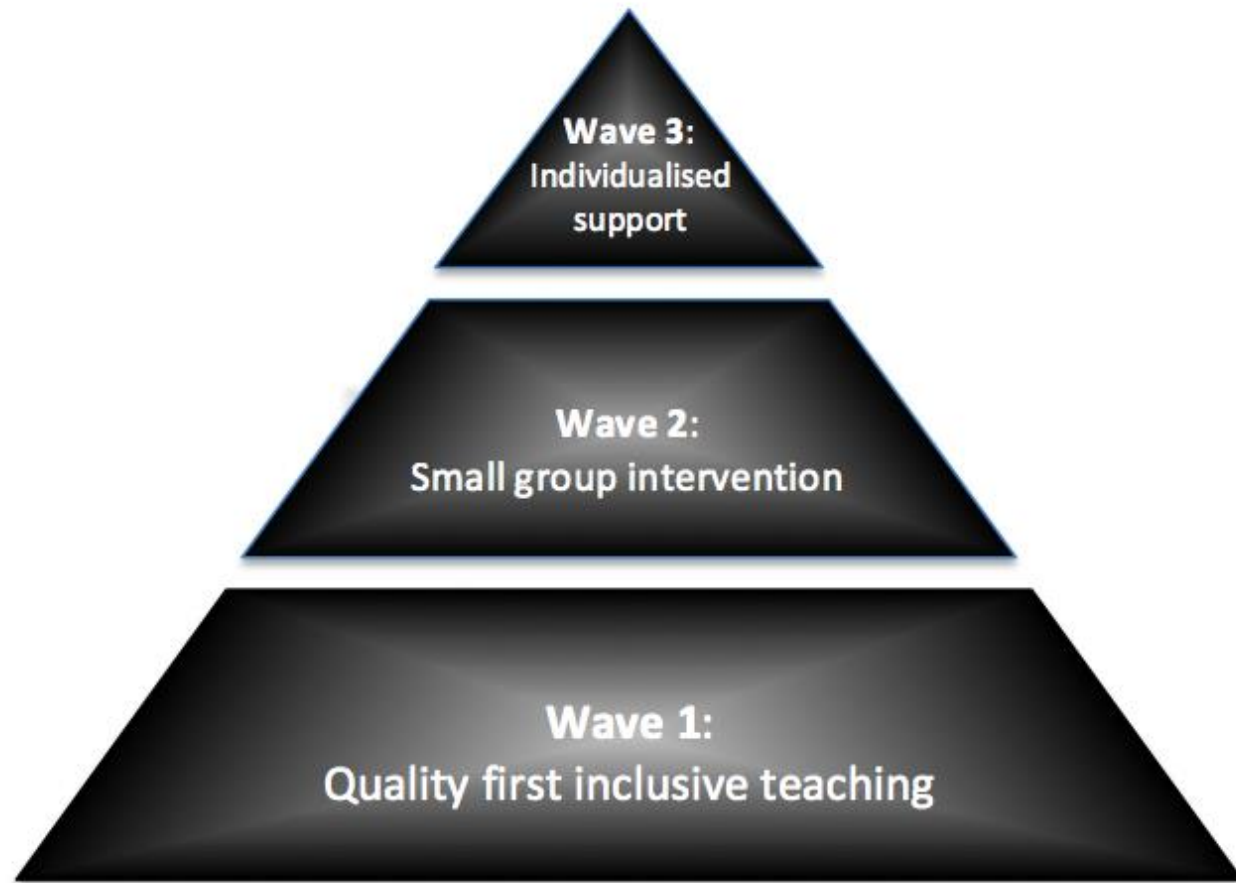 Wave 3:
Individualised
support
Wave 2:
Small group intervention
Wave 1:
Quality first inclusive teaching